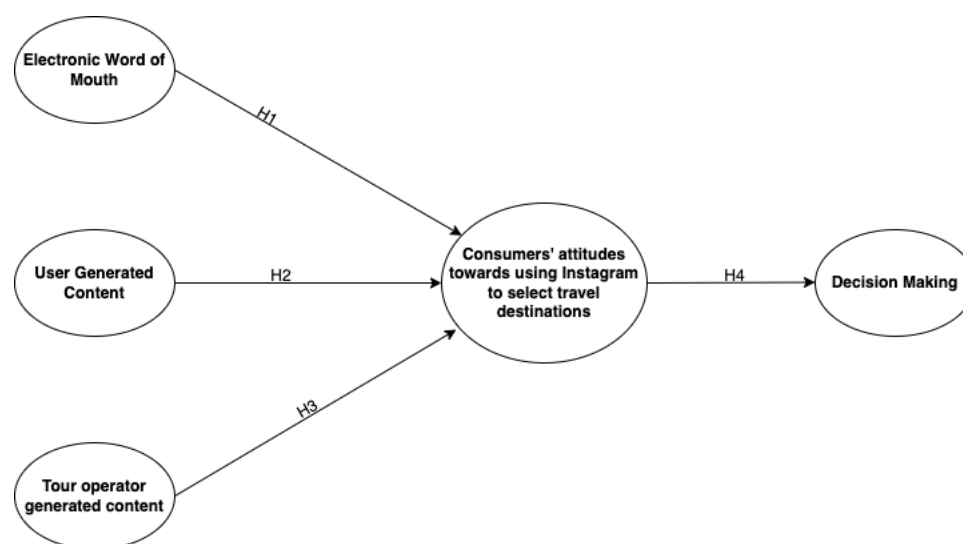 Electronic Word of
Mouth
H1
User Generated
Content
H2
Consumers' attitudes
towards using Instagram
to select travel
destinations
H4
Decision Making
H3
Tour operator
generated content